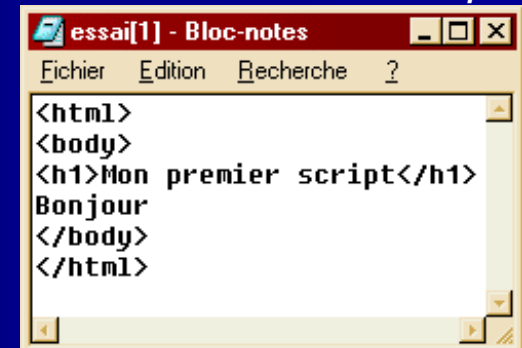 essai[1] - Bloc-notes
Fichier Edition Recherche ?
<html>
<body>
<h1>Mon premier script</h1>
Bonjour
</body>
</html>